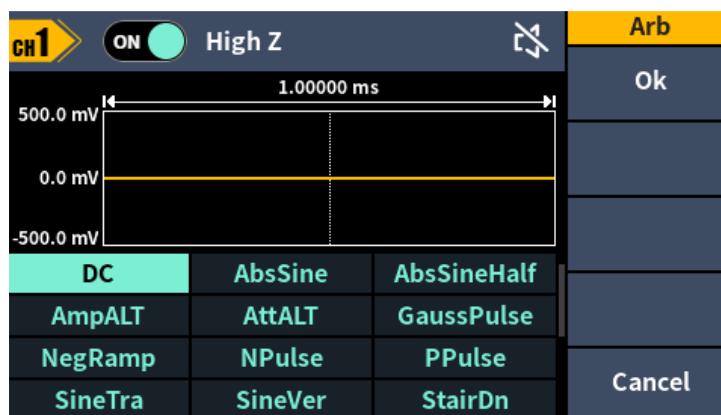 CH1 ON High Z
Arb
Ok
1.00000 ms
500.0 mV
0.0 mV
-500.0 mV
DC AbsSine AbsSineHalf
AmpALT AttALT GaussPulse
NegRamp NPulse PPulse
SineTra SineVer StairDn
Cancel